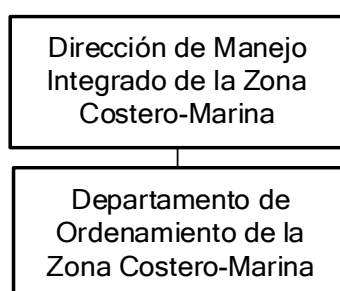 Dirección de Manejo
Integrado de la Zona
Costero-Marina
Departamento de
Ordenamiento de la
Zona Costero-Marina